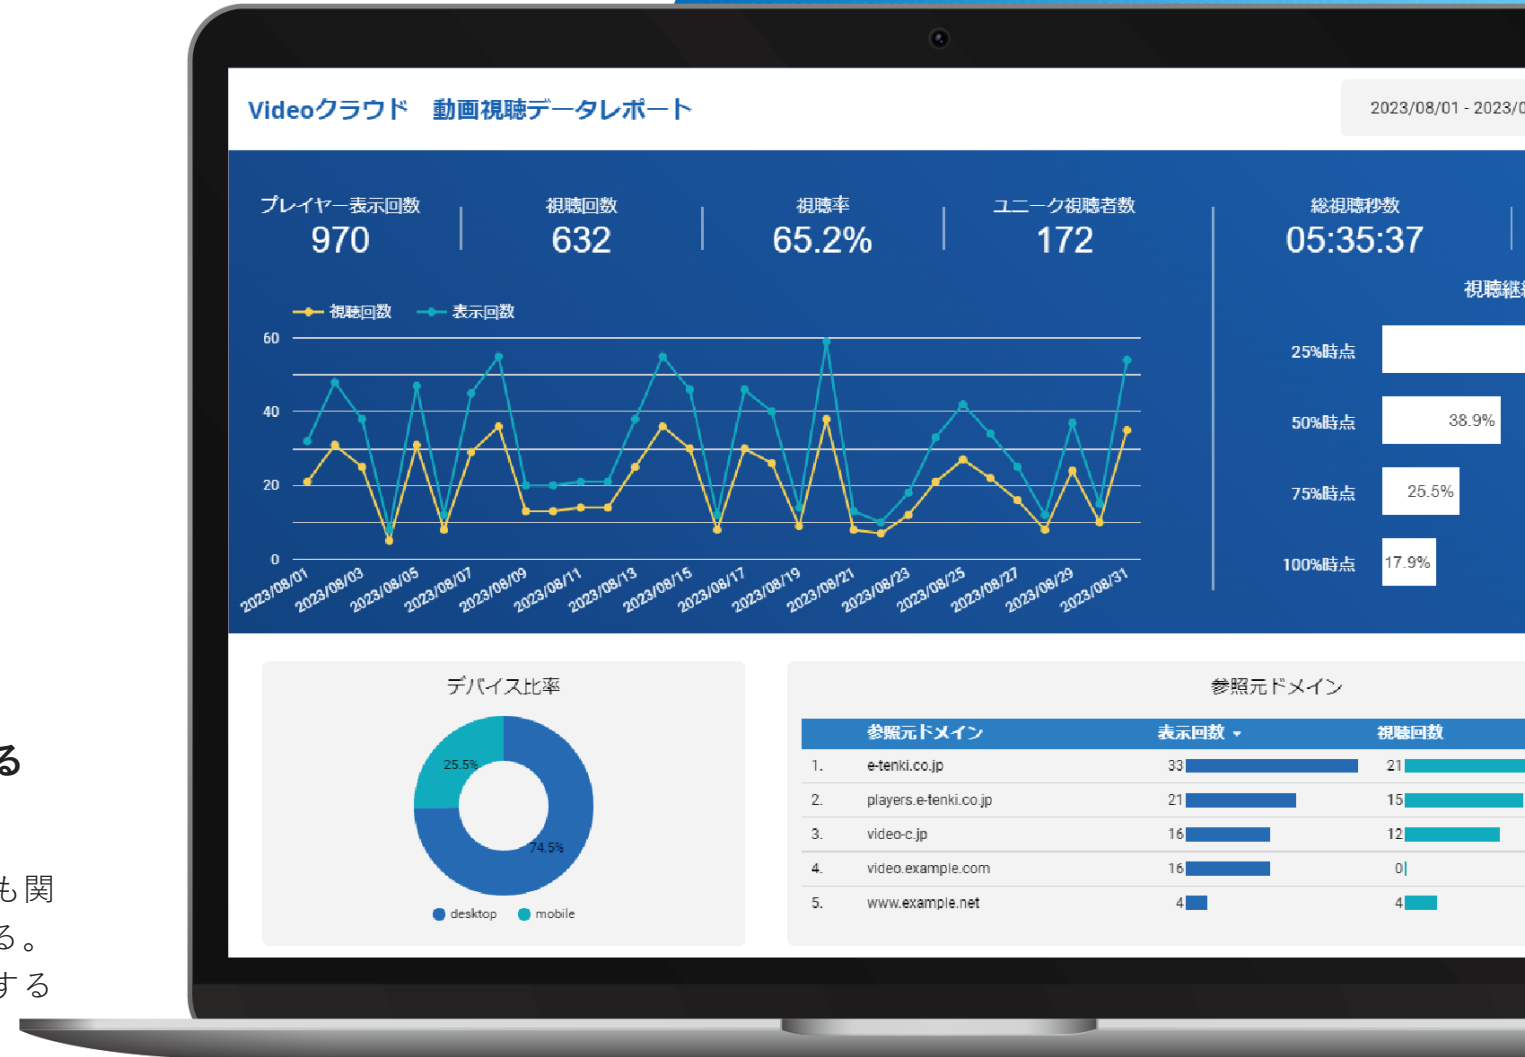 Videoクラウド 動画視聴データレポート
2023/08/01 - 2023/0
プレイヤー表示回数
視聴回数
視聴率
ユニーク視聴者数
総視聴秒数
970
632
65.2%
172
05:35:37
視聴回数
表示回数
60
40
20
0
2023/08/01
2023/08/03
2023/08/05
2023/08/07
2023/08/09
2023/08/11
2023/08/13
2023/08/15
2023/08/17
2023/08/19
2023/08/21
2023/08/23
2023/08/25
2023/08/27
2023/08/29
2023/08/31
視聴継
25%時点
50%時点 38.9%
75%時点 25.5%
100%時点 17.9%
デバイス比率
25.5%
74.5%
desktop mobile
参照元ドメイン
参照元ドメイン 表示回数 視聴回数
1. e-tenki.co.jp 33 21
2. players.e-tenki.co.jp 21 15
3. video-c.jp 16 12
4. video.example.com 16 0
5. www.example.net 4 4
る
も関
る。
する